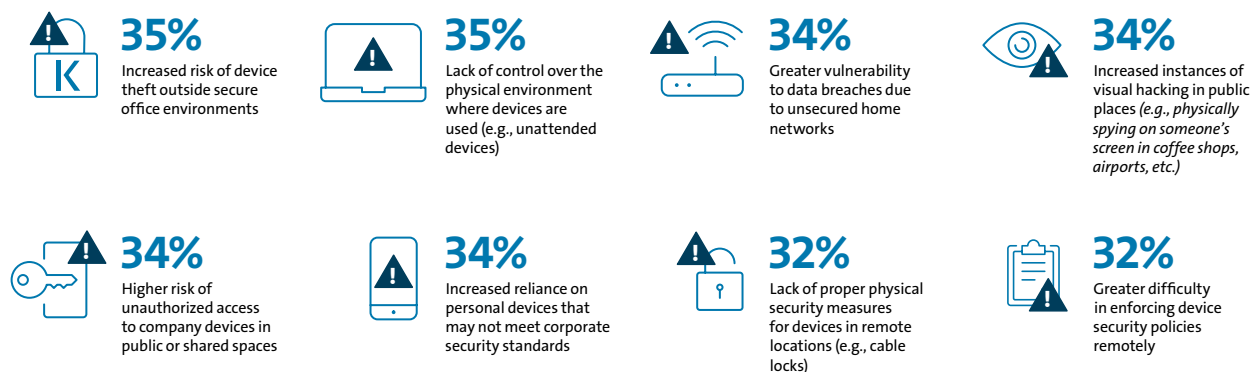 35%
Increased risk of device
theft outside secure
office environments
35%
Lack of control over the
physical environment
where devices are
used (e.g., unattended
devices)
34%
Greater vulnerability
to data breaches due
to unsecured home
networks
34%
Increased instances of
visual hacking in public
places (e.g., physically
spying on someone's
screen in coffee shops,
airports, etc.)
34%
Higher risk of
unauthorized access
to company devices in
public or shared spaces
34%
Increased reliance on
personal devices that
may not meet corporate
security standards
32%
Lack of proper physical
security measures
for devices in remote
locations (e.g., cable
locks)
32%
Greater difficulty
in enforcing device
security policies
remotely
K